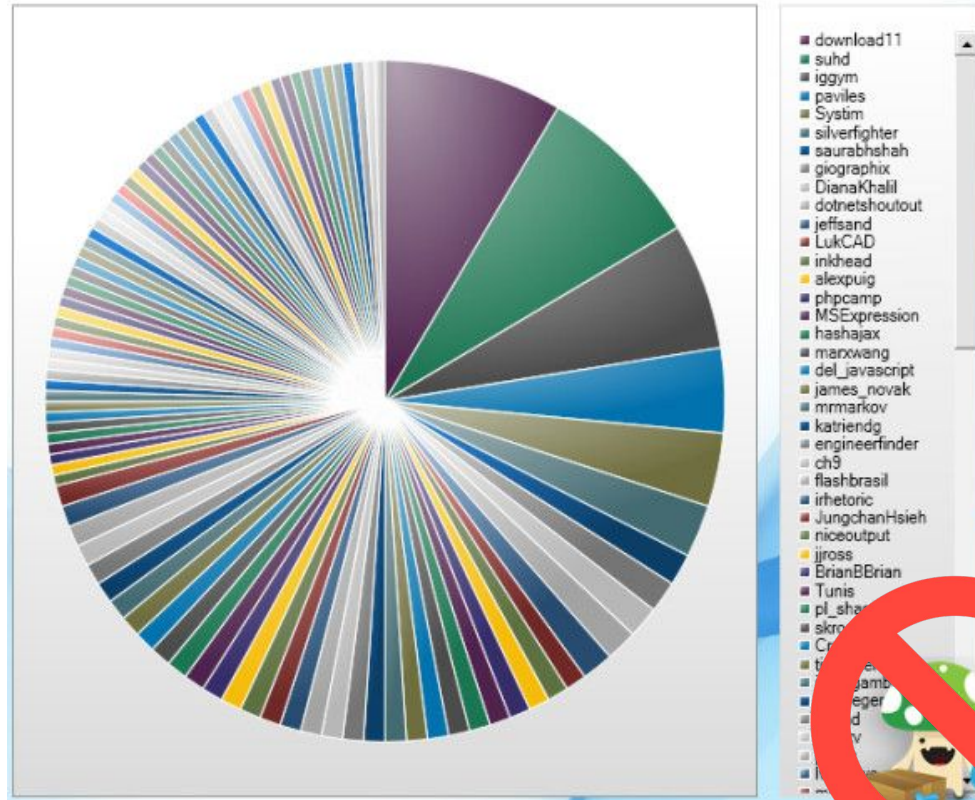 download11
suhd
iggym
paviles
Systim
silverfighter
saurabhshah
giographix
DianaKhalil
dotnetshoutout
jeffsand
LukCAD
inkhead
alexpuig
phpcamp
MSExpression
hashajax
marxwang
del_javascript
james_novak
mrmarkov
katriendg
engineerfinder
ch9
flashbrasil
irhetoric
JungchanHsieh
niceoutput
jjross
BrianBBrian
Tunis